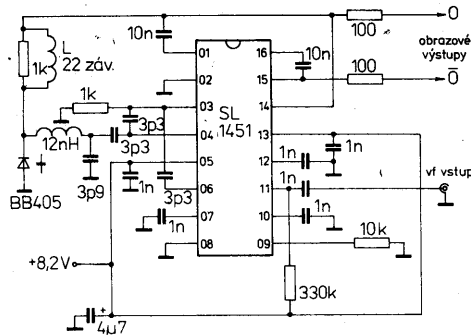 10n
100
O
obrazové
výstupy
L
1k
22 záv.
01
16
10n
02
15
100
Ō
1k
03
SL
1451
14
3p3
04
13
12nH
3p3
1n
05
12
1n
3p9
1n
3p3
06
11
1n
vf vstup
BB405
1n
07
10
1n
08
09
10k
+8,2V
330k
+
4µ7